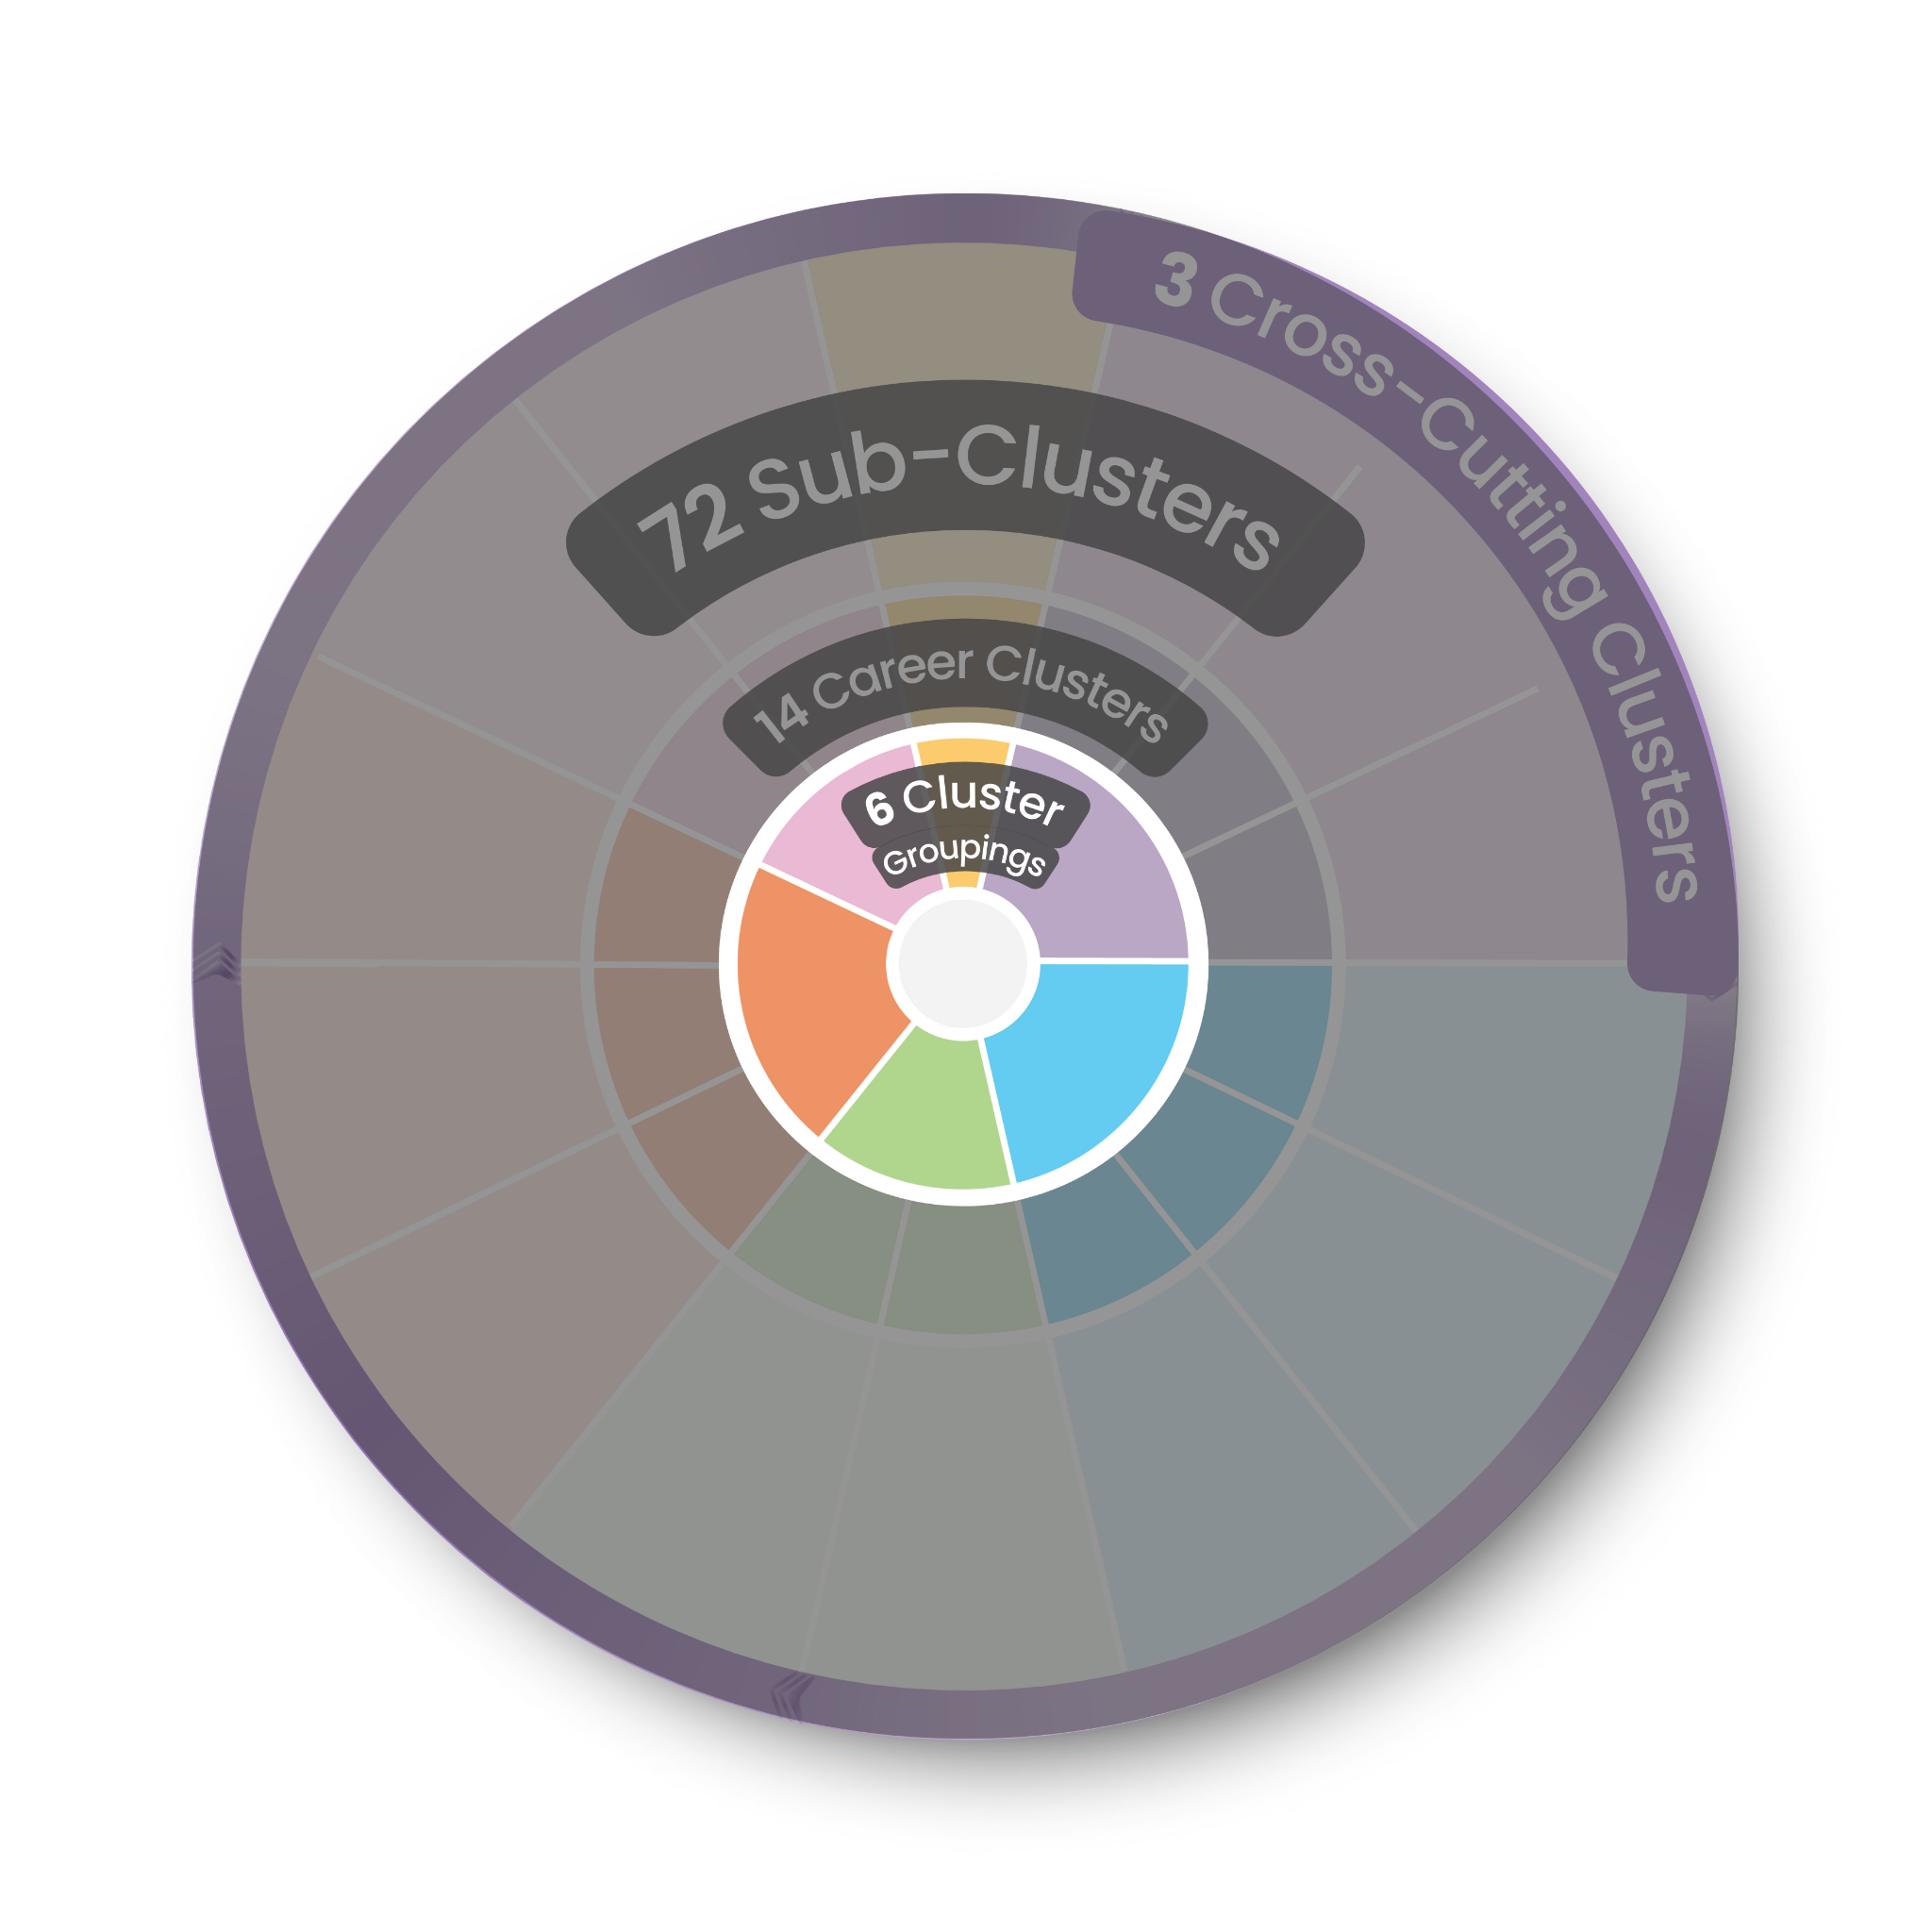 3 Cross-Cutting Clusters
72 Sub-Clusters
14 Career Clusters
6 Cluster
Groupings